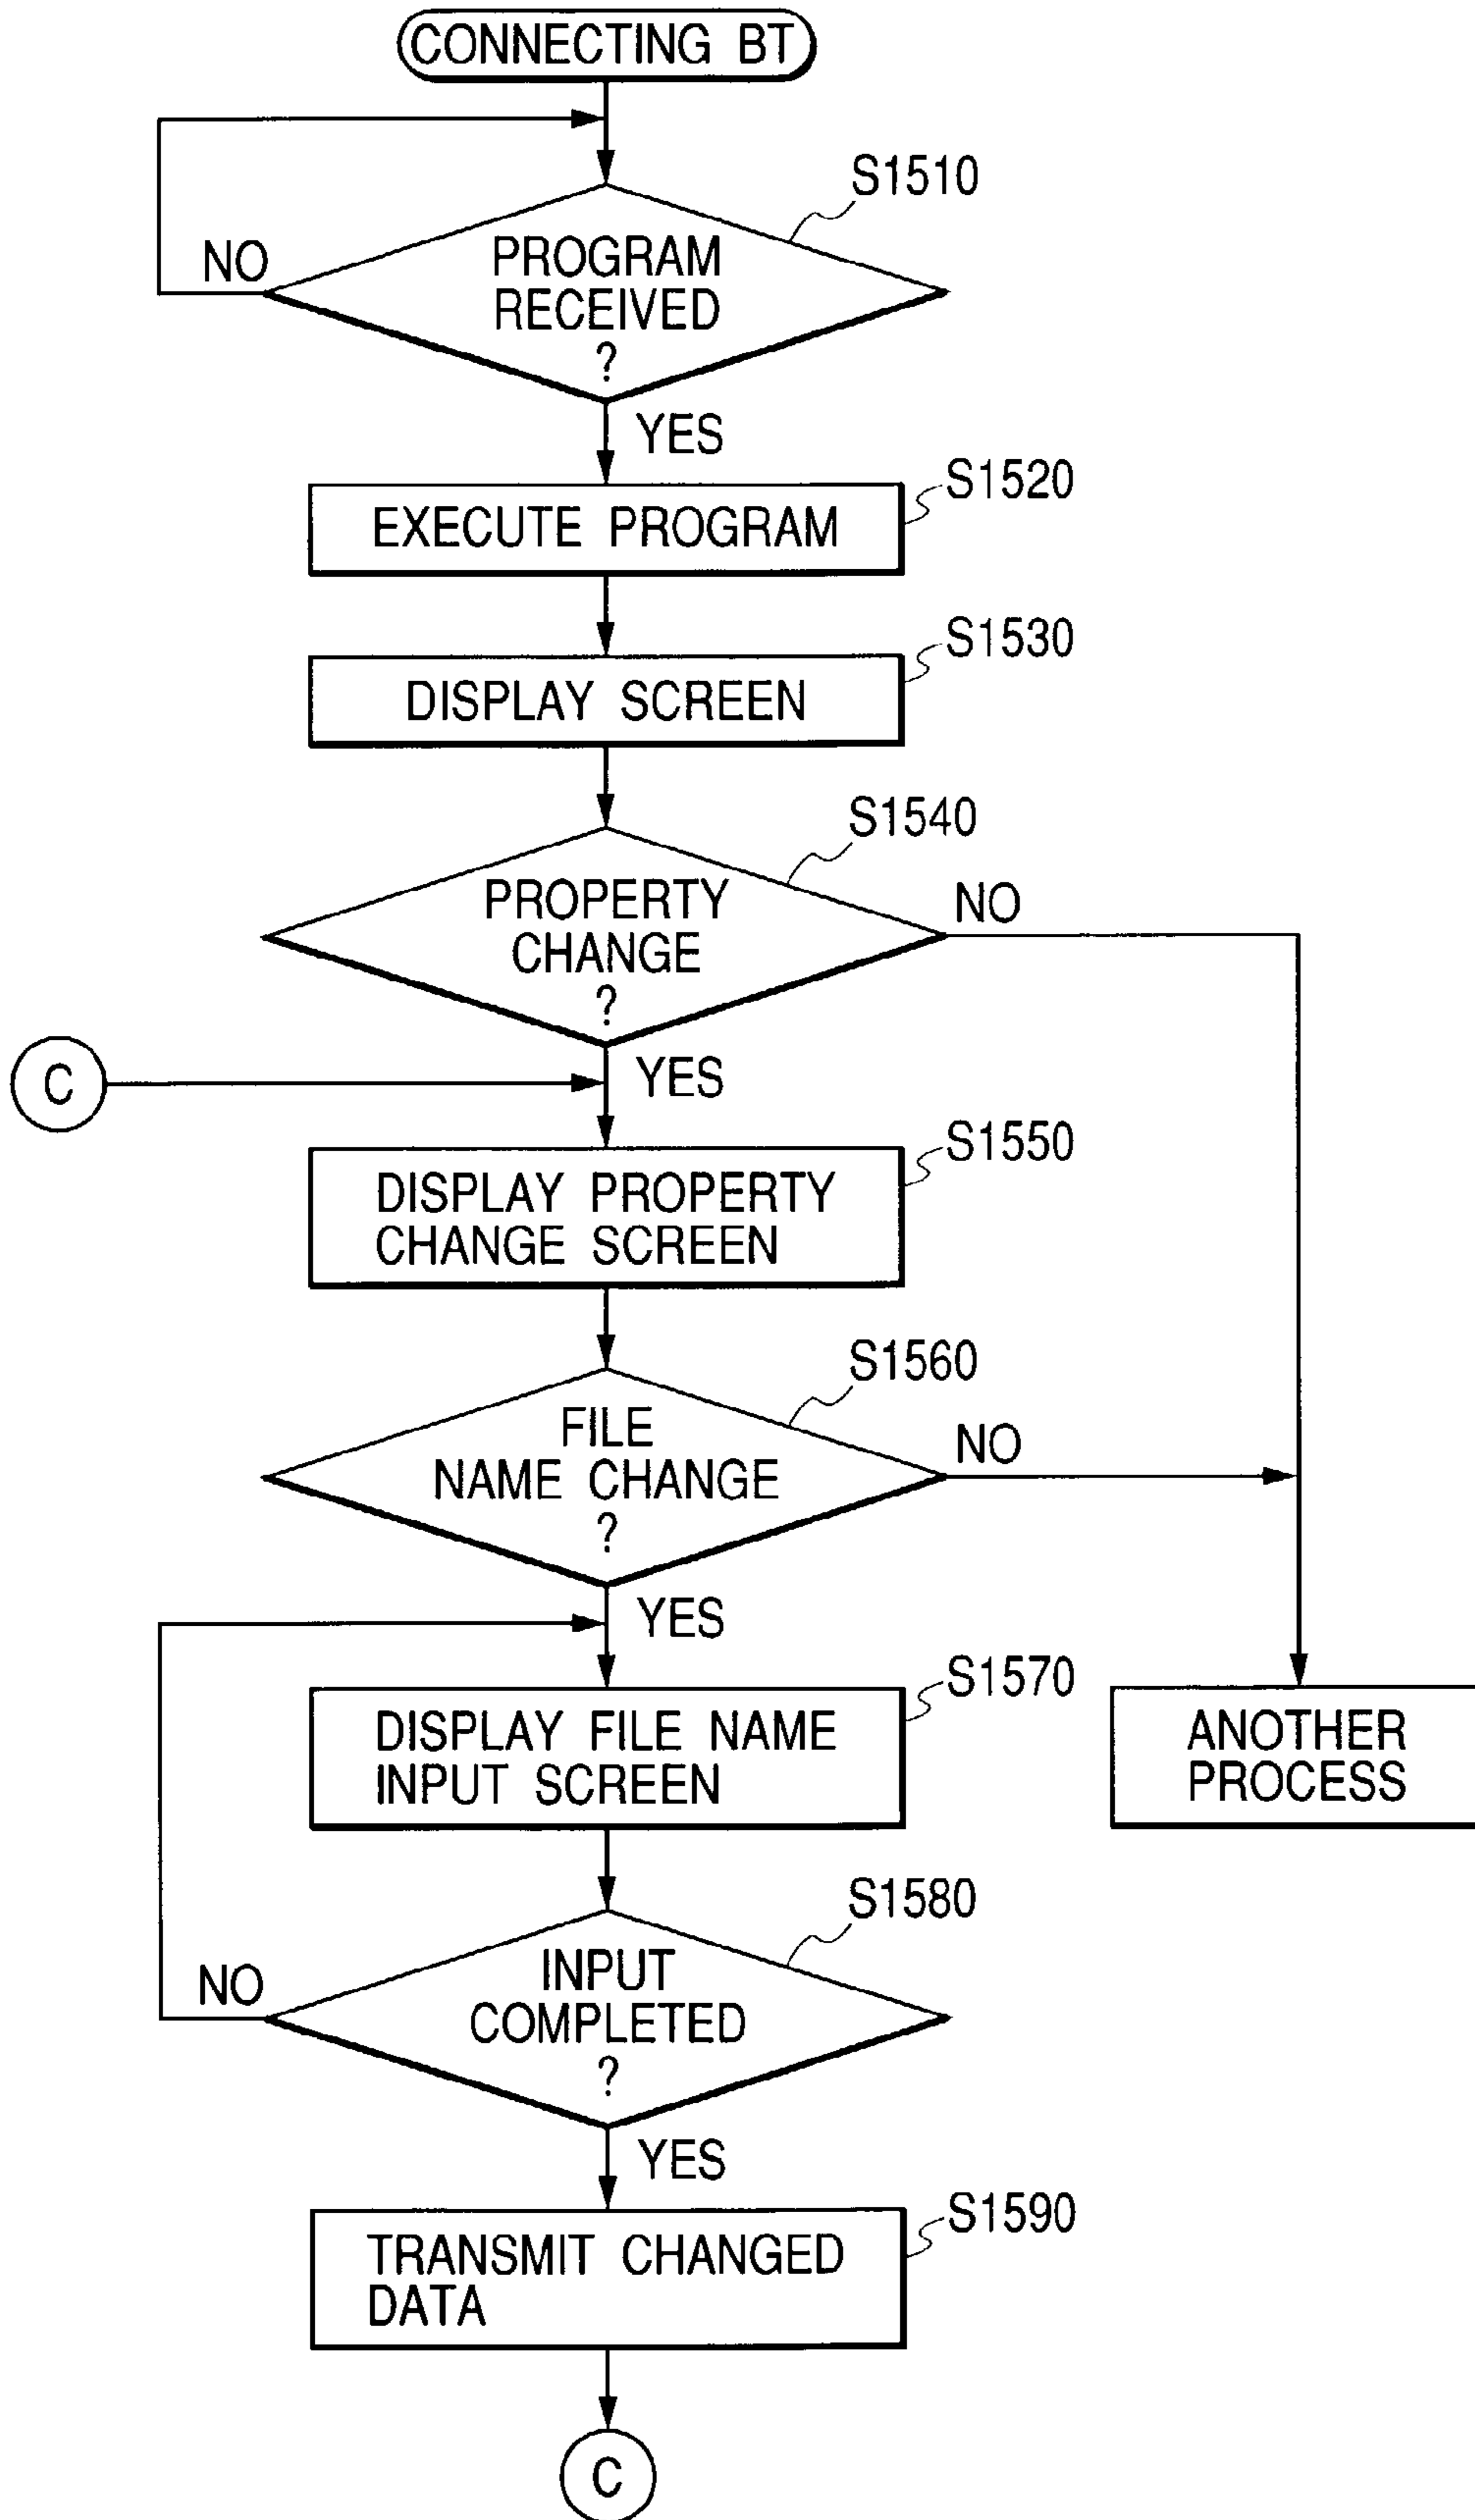 CONNECTING BT
S1510
NO
PROGRAM
RECEIVED
?
YES
S1520
EXECUTE PROGRAM
S1530
DISPLAY SCREEN
S1540
PROPERTY
CHANGE
?
NO
C
YES
S1550
DISPLAY PROPERTY
CHANGE SCREEN
S1560
FILE
NAME CHANGE
?
NO
YES
S1570
DISPLAY FILE NAME
INPUT SCREEN
ANOTHER
PROCESS
S1580
NO
INPUT
COMPLETED
?
YES
S1590
TRANSMIT CHANGED
DATA
C